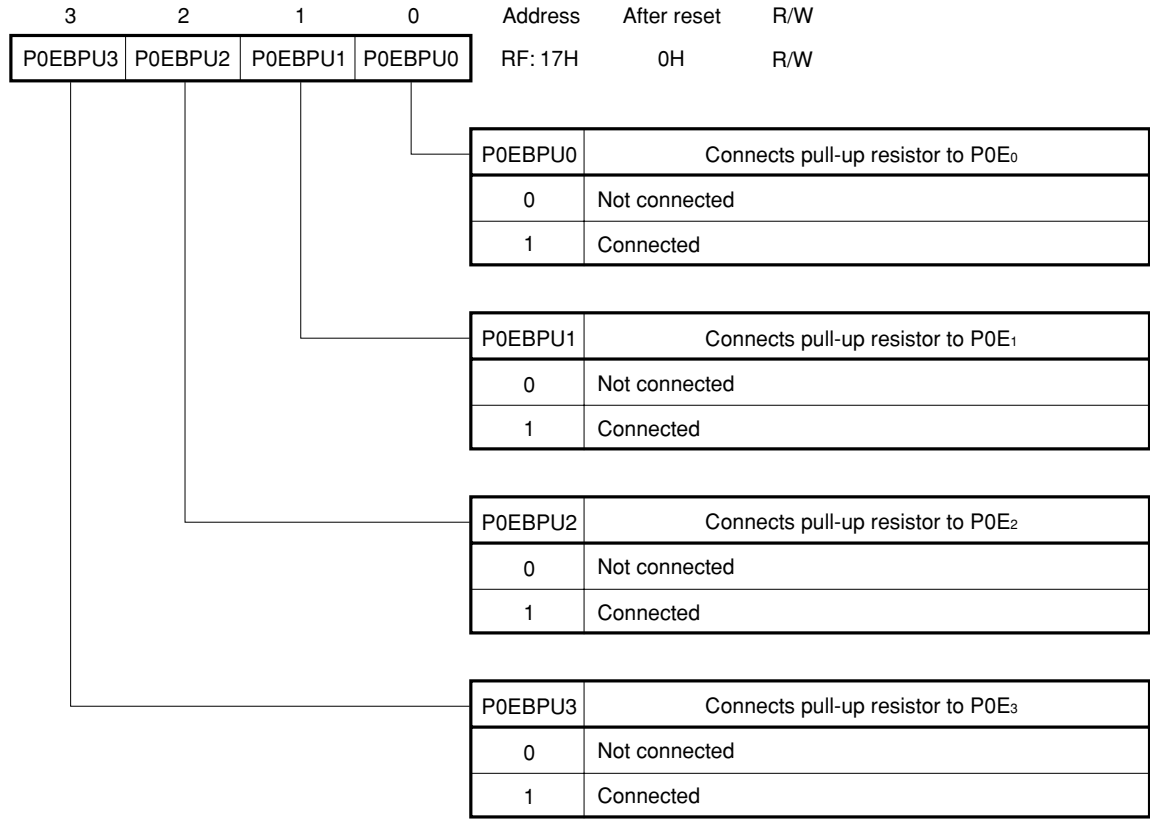 3 2 1 0 Address After reset R/W
P0EBPU3 P0EBPU2 P0EBPU1 P0EBPU0 RF: 17H 0H R/W
P0EBPU0 Connects pull-up resistor to P0E₀
0 Not connected
1 Connected
P0EBPU1 Connects pull-up resistor to P0E₁
0 Not connected
1 Connected
P0EBPU2 Connects pull-up resistor to P0E₂
0 Not connected
1 Connected
P0EBPU3 Connects pull-up resistor to P0E₃
0 Not connected
1 Connected